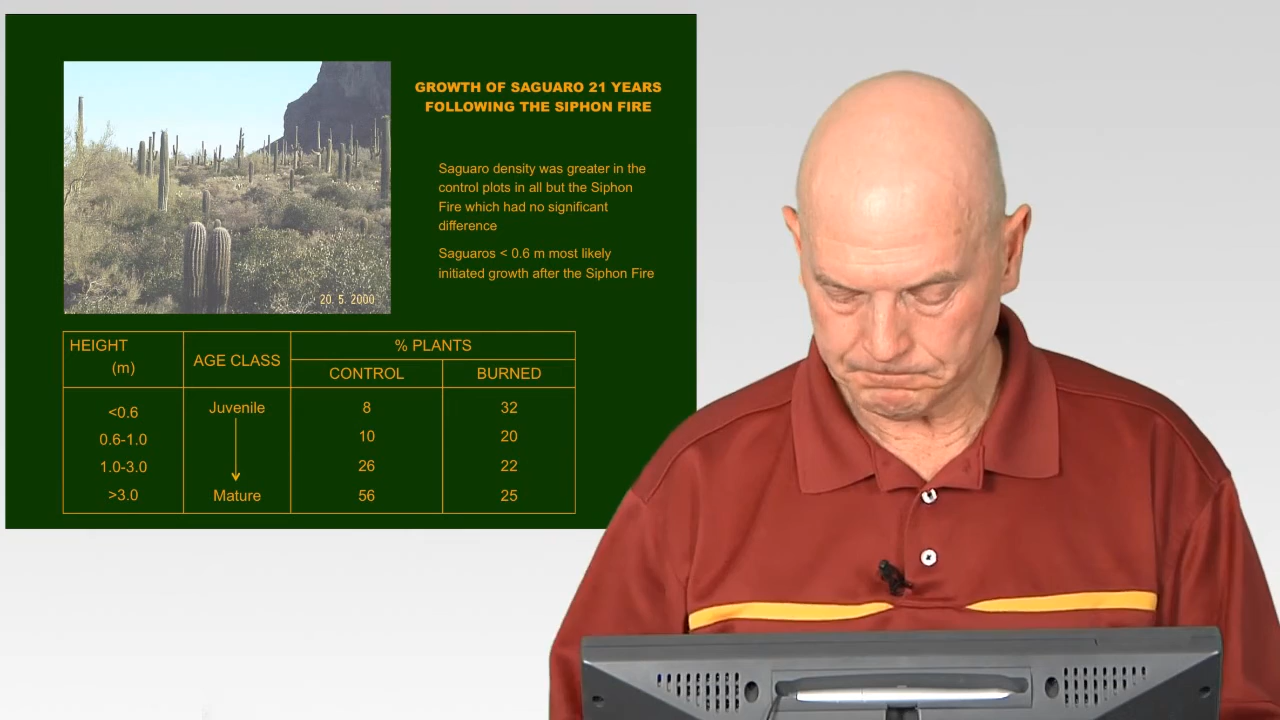 GROWTH OF SAGUARO 21 YEARS
FOLLOWING THE SIPHON FIRE
Saguaro density was greater in the
control plots in all but the Siphon
Fire which had no significant
difference
Saguaros < 0.6 m most likely
initiated growth after the Siphon Fire
20 5 2000
HEIGHT
(m)
AGE CLASS
% PLANTS
CONTROL
BURNED
<0.6 Juvenile 8 32
0.6-1.0 10 20
1.0-3.0 26 22
>3.0 Mature 56 25